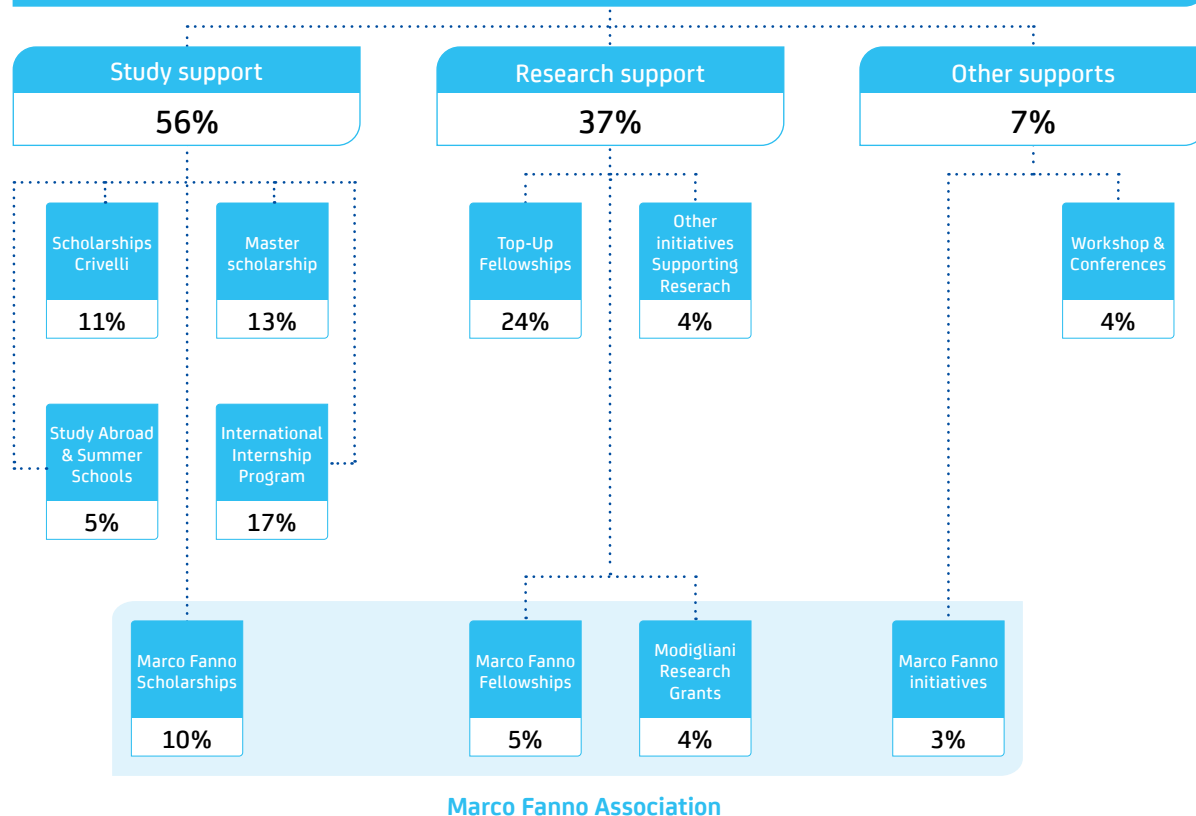 Study support
56%
Research support
37%
Other supports
7%
Scholarships
Crivelli
11%
Master
scholarship
13%
Top-Up
Fellowships
24%
Other
initiatives
Supporting
Reserach
4%
Workshop &
Conferences
4%
Study Abroad
& Summer
Schools
5%
International
Internship
Program
17%
Marco Fanno
Scholarships
10%
Marco Fanno
Fellowships
5%
Modigliani
Research
Grants
4%
Marco Fanno
initiatives
3%
Marco Fanno Association